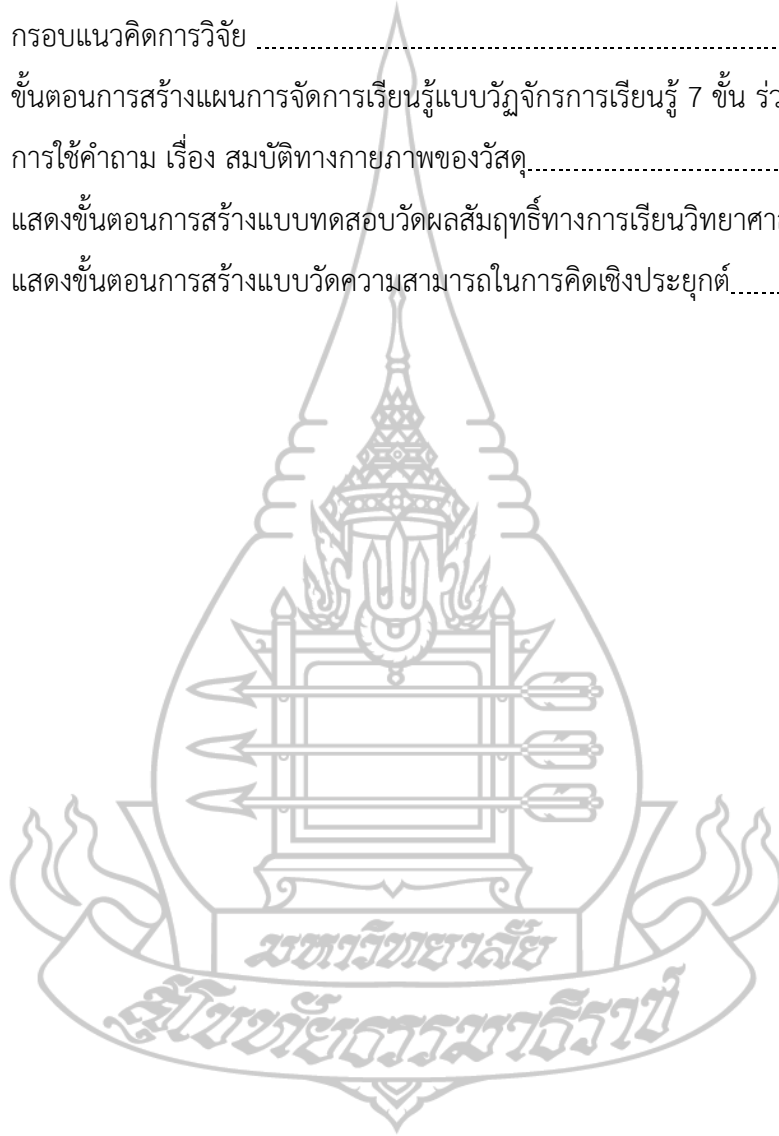 กรอบแนวคิดการวิจัย
ขั้นตอนการสร้างแผนการจัดการเรียนรู้แบบวัฏจักรการเรียนรู้ 7 ขั้น
การใช้คำถาม เรื่อง สมบัติทางกายภาพของวัสดุ
แสดงขั้นตอนการสร้างแบบทดสอบวัดผลสัมฤทธิ์ทางการเรียน
แสดงขั้นตอนการสร้างแบบวัดความสามารถในการคิดเชิงประยุกต์
มหาวิทยาลัย
สุโขทัยธรรมาธิราช